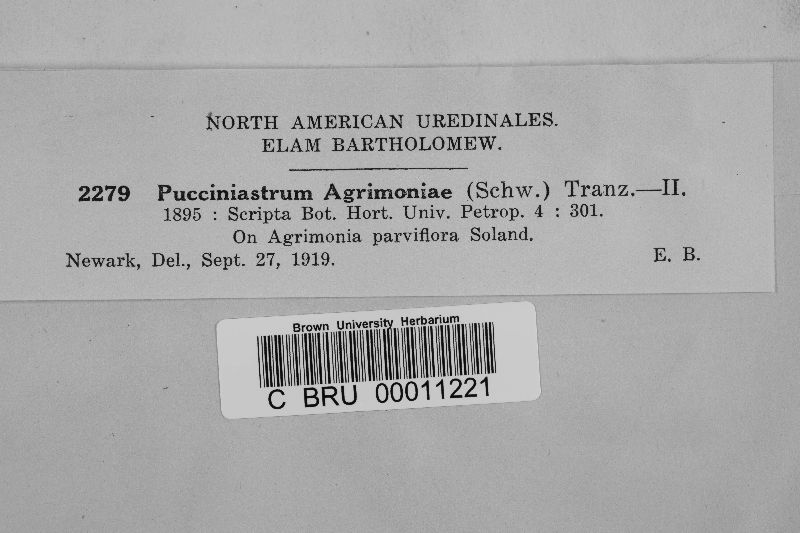 NORTH AMERICAN UREDINALES.
ELAM BARTHOLOMEW.
2279 Pucciniastrum Agrimoniae (Schw.) Tranz.—II.
1895 : Scripta Bot. Hort. Univ. Petrop. 4 : 301.
On Agrimonia parviflora Soland.
Newark, Del., Sept. 27, 1919. E. B.
Brown University Herbarium
C BRU 00011221